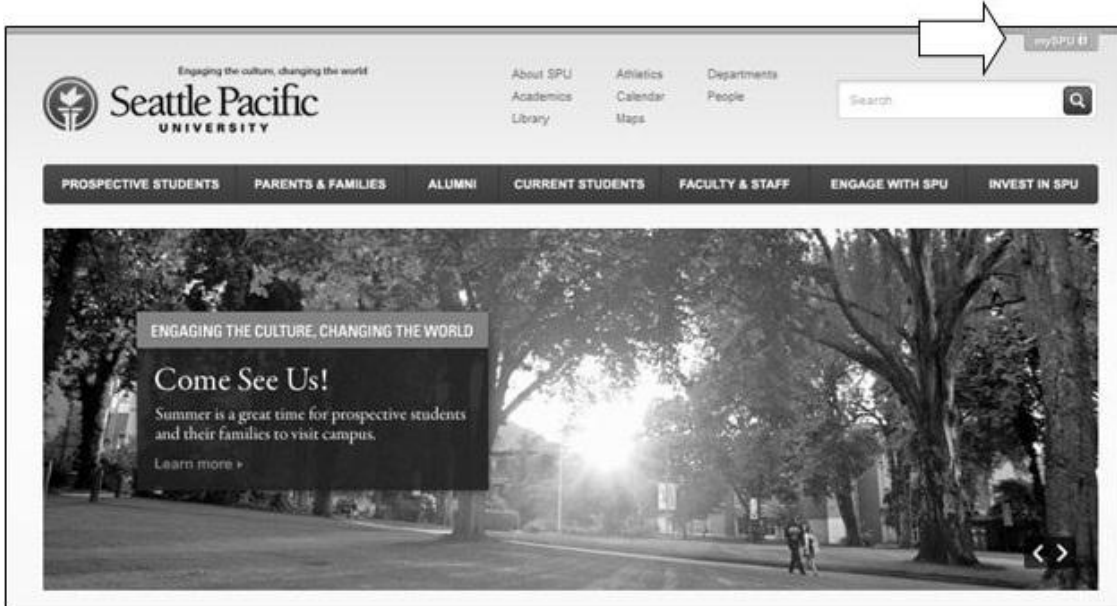 mySPU
Engaging the culture, changing the world
Seattle Pacific
UNIVERSITY
About SPU Athletics Departments
Academics Calendar People
Library Maps
Search
PROSPECTIVE STUDENTS PARENTS & FAMILIES ALUMNI CURRENT STUDENTS FACULTY & STAFF ENGAGE WITH SPU INVEST IN SPU
ENGAGING THE CULTURE, CHANGING THE WORLD
Come See Us!
Summer is a great time for prospective students
and their families to visit campus.
Learn more